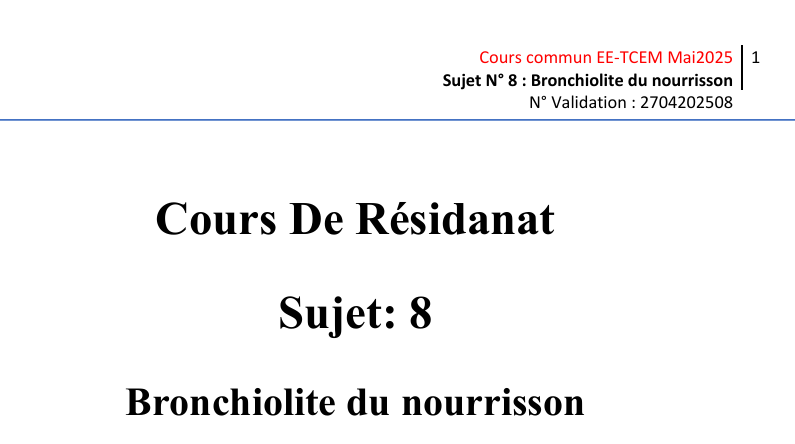 Cours commun EE-TCEM Mai2025 1
Sujet N° 8 : Bronchiolite du nourrisson
N° Validation : 2704202508
Cours De Résidanat
Sujet: 8
Bronchiolite du nourrisson